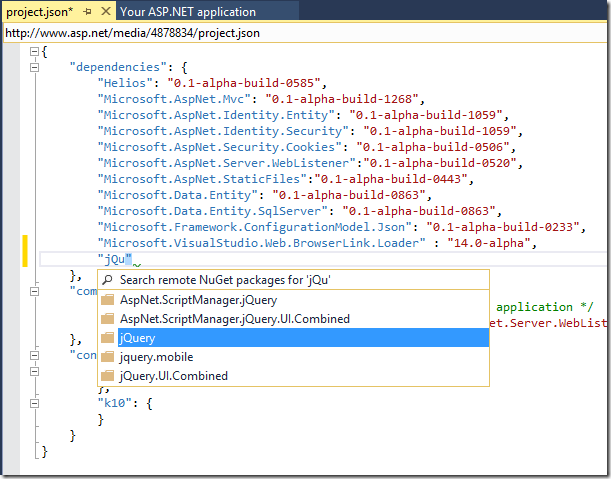 project.json*
Your ASP.NET application
http://www.asp.net/media/4878834/project.json
{
"dependencies": {
"Helios": "0.1-alpha-build-0585",
"Microsoft.AspNet.Mvc": "0.1-alpha-build-1268",
"Microsoft.AspNet.Identity.Entity": "0.1-alpha-build-1059",
"Microsoft.AspNet.Identity.Security": "0.1-alpha-build-1059",
"Microsoft.AspNet.Security.Cookies": "0.1-alpha-build-0506",
"Microsoft.AspNet.Server.WebListener":"0.1-alpha-build-0520",
"Microsoft.AspNet.StaticFiles":"0.1-alpha-build-0443",
"Microsoft.Data.Entity": "0.1-alpha-build-0863",
"Microsoft.Data.Entity.SqlServer": "0.1-alpha-build-0863",
"Microsoft.Framework.ConfigurationModel.Json": "0.1-alpha-build-0233",
"Microsoft.VisualStudio.Web.BrowserLink.Loader" : "14.0-alpha",
"jQu"
},
Search remote NuGet packages for 'jQu'
"com
AspNet.ScriptManager.jQuery
application */
AspNet.ScriptManager.jQuery.UI.Combined
et.Server.WebList
},
jQuery
"con
jquery.mobile
jQuery.UI.Combined
},
"k10": {
}
}
}